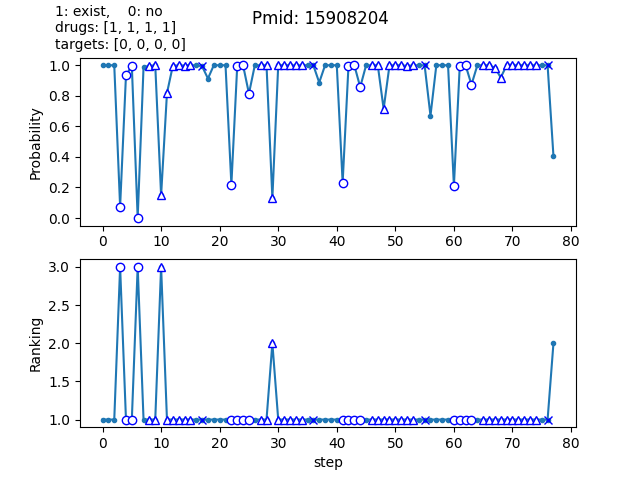 1: exist,    0: no
drugs: [1, 1, 1, 1]
targets: [0, 0, 0, 0]
Pmid: 15908204
Probability
1.0
0.8
0.6
0.4
0.2
0.0
0 10 20 30 40 50 60 70 80
Ranking
3.0
2.5
2.0
1.5
1.0
0 10 20 30 40 50 60 70 80
step